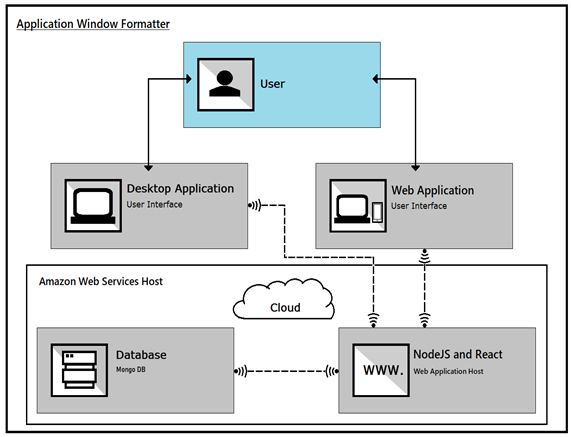 Application Window Formatter
User
Desktop Application
User Interface
Web Application
User Interface
Amazon Web Services Host
Cloud
Database
Mongo DB
WWW.
NodeJS and React
Web Application Host